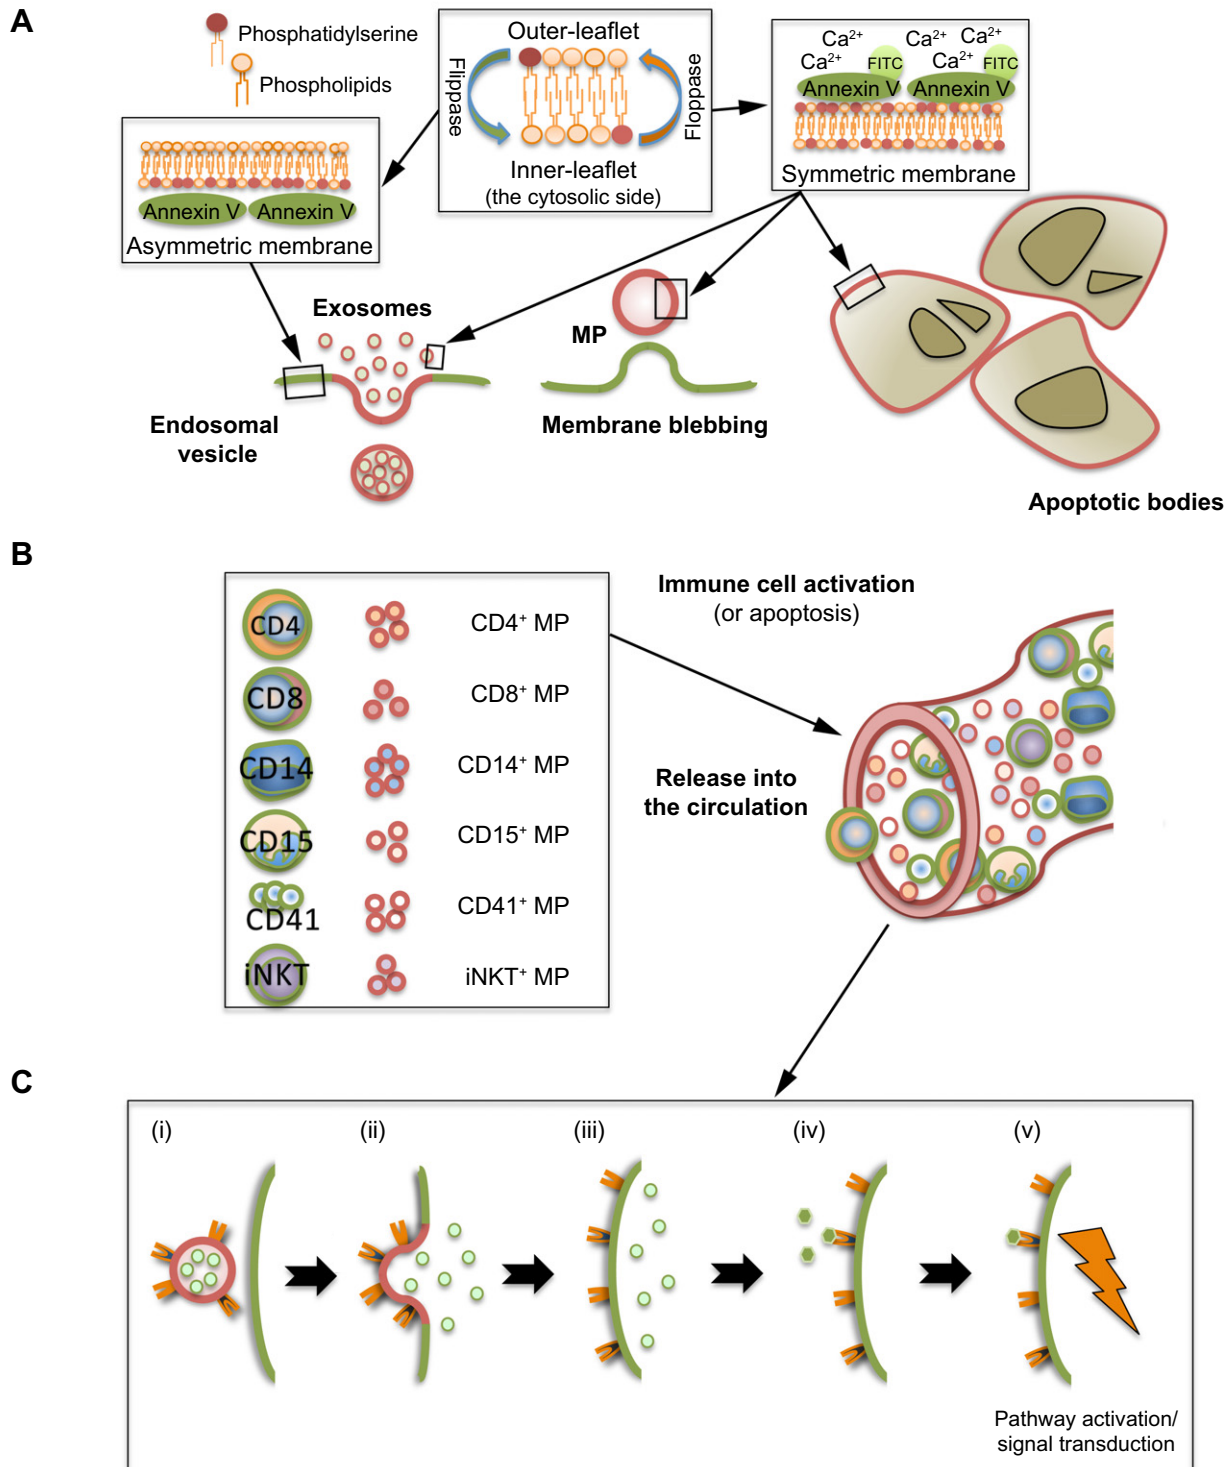 A
Phosphatidylserine
Phospholipids
Outer-leaflet
Flippase
Floppase
Inner-leaflet
(the cytosolic side)
Ca²⁺ Ca²⁺ Ca²⁺
Ca²⁺ FITC Ca²⁺ FITC
Annexin V Annexin V
Symmetric membrane
Annexin V Annexin V
Asymmetric membrane
Exosomes
MP
Endosomal
vesicle
Membrane blebbing
Apoptotic bodies
B
CD4 CD4⁺ MP
CD8 CD8⁺ MP
CD14 CD14⁺ MP
CD15 CD15⁺ MP
CD41 CD41⁺ MP
iNKT iNKT⁺ MP
Immune cell activation
(or apoptosis)
Release into
the circulation
C
(i) (ii) (iii) (iv) (v)
Pathway activation/
signal transduction